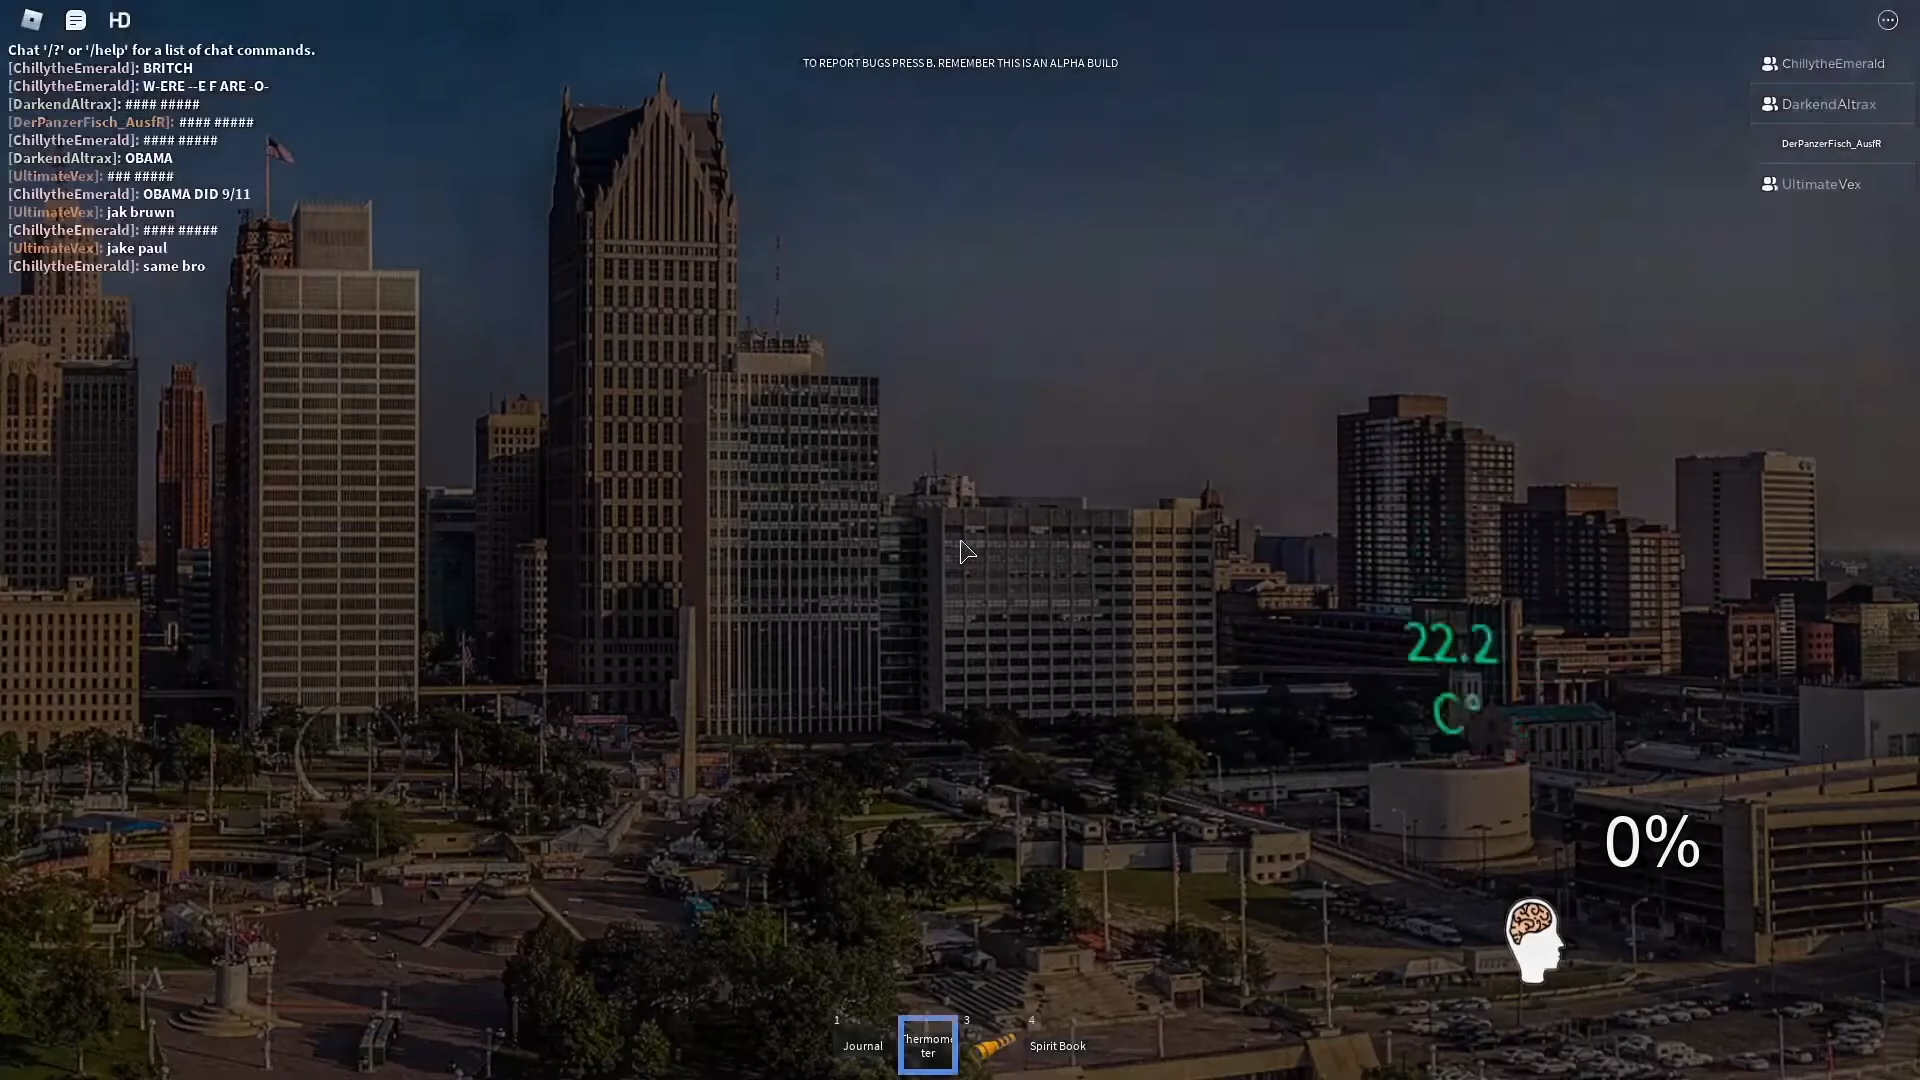 HD
Chat '/?' or '/help' for a list of chat commands.
TO REPORT BUGS PRESS B. REMEMBER THIS IS AN ALPHA BUILD
[ChillytheEmerald]: BRITCH
[ChillytheEmerald]: W-ERE --E F ARE -O-
[DarkendAltrax]: #### #####
[DerPanzerFisch_AusfR]: #### #####
[ChillytheEmerald]: #### #####
[DarkendAltrax]: OBAMA
[UltimateVex]: ### #####
[ChillytheEmerald]: OBAMA DID 9/11
[UltimateVex]: jak bruwn
[ChillytheEmerald]: #### #####
[UltimateVex]: jake paul
[ChillytheEmerald]: same bro
ChillytheEmerald
DarkendAltrax
DerPanzerFisch_AusfR
UltimateVex
22.2
C°
0%
1
3
4
Journal
Thermome
ter
Spirit Book